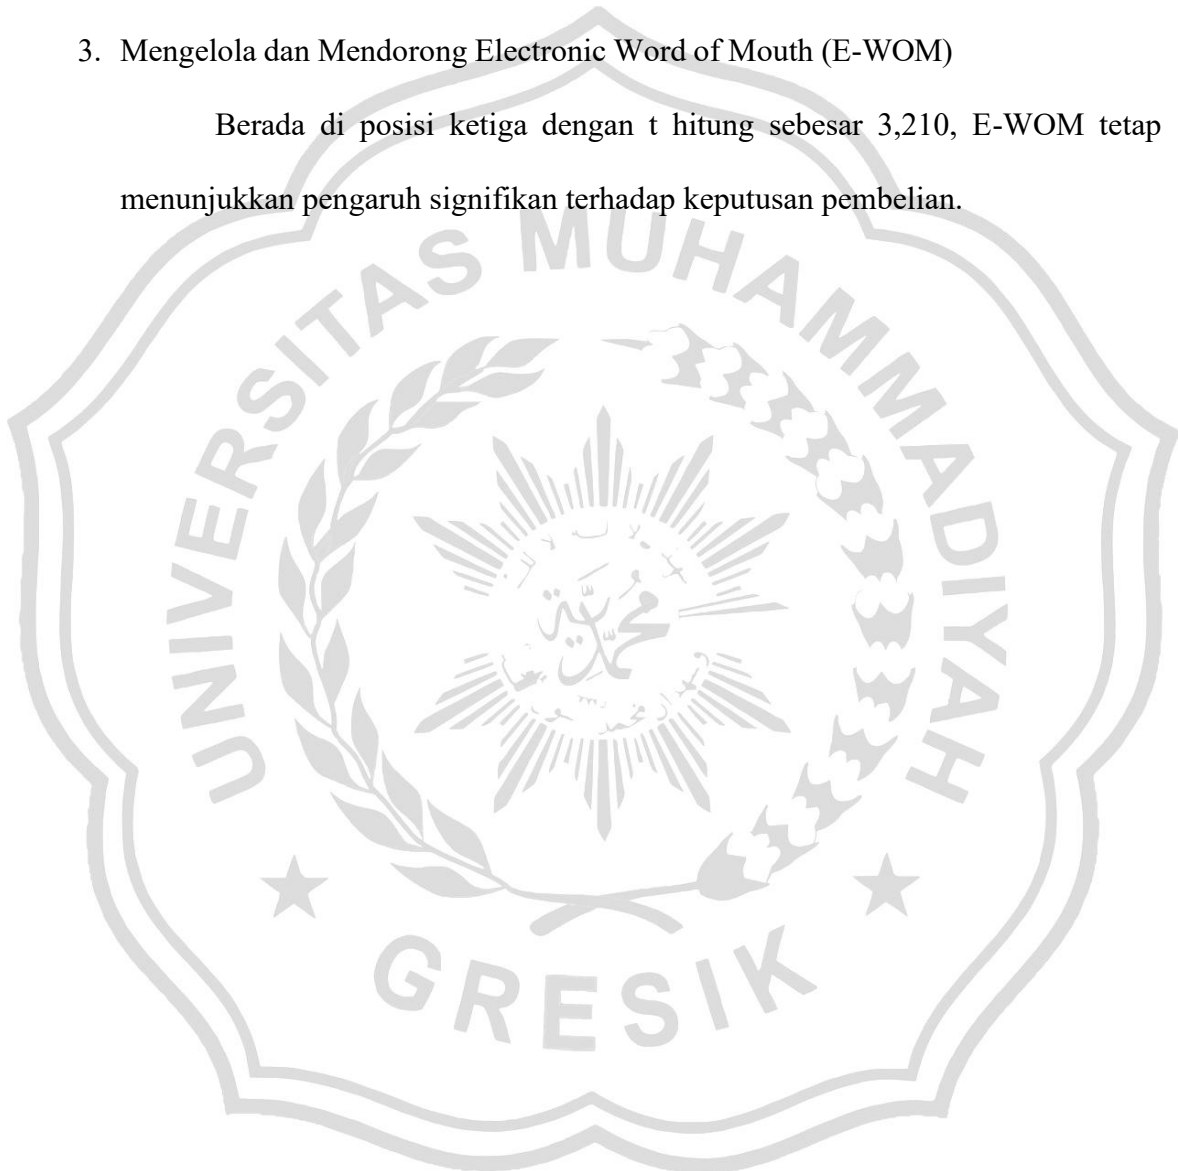 3. Mengelola dan Mendorong Electronic Word of Mouth (E-WOM)
Berada di posisi ketiga dengan t hitung sebesar 3,210, E-WOM tetap
menunjukkan pengaruh signifikan terhadap keputusan pembelian.
UNIVERSITAS MUHAMMADIYAH
محمد
GRESIK